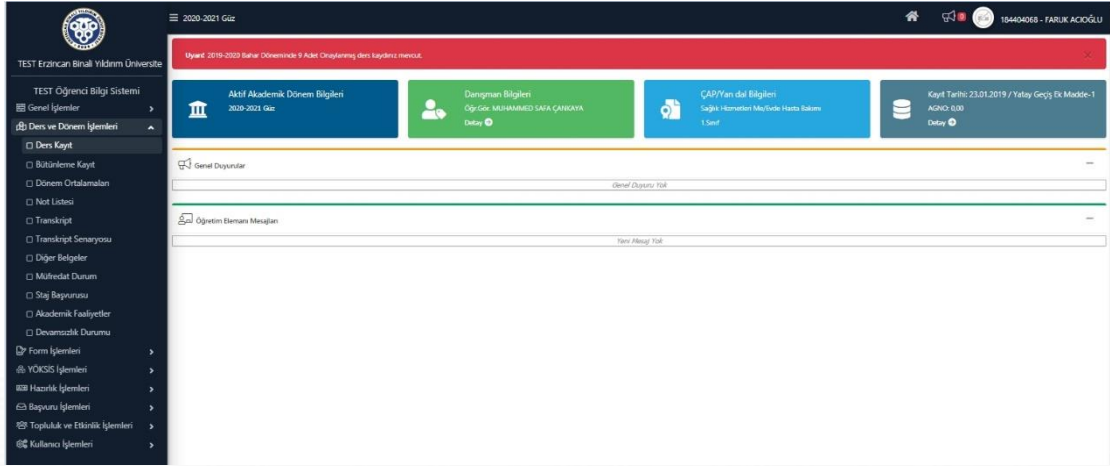 2020-2021 Güz
184404068 - FARUK ACIOĞLU
TEST Erzincan Binali Yıldırım Üniversite
TEST Öğrenci Bilgi Sistemi
Genel İşlemler
Ders ve Dönem İşlemleri
Ders Kayıt
Bütünleme Kayıt
Dönem Ortalamaları
Not Listesi
Transkript
Transkript Senaryosu
Diğer Belgeler
Müfredat Durum
Staj Başvurusu
Akademik Faaliyetler
Devamsızlık Durumu
Form İşlemleri
YÖKSİS İşlemleri
Hazırlık İşlemleri
Başvuru İşlemleri
Topluluk ve Etkinlik İşlemleri
Kullanıcı İşlemleri
Uyarı! 2019-2020 Bahar Döneminde 9 Adet Onaylanmış ders kaydınız mevcut.
Aktif Akademik Dönem Bilgileri
2020-2021 Güz
Danışman Bilgileri
Öğr.Gör. MUHAMMED SAFA ÇANKAYA
Detay
ÇAP/Yan dal Bilgileri
Sağlık Hizmetleri Me/Evde Hasta Bakımı
1.Sınıf
Kayıt Tarihi: 23.01.2019 / Yatay Geçiş Ek Madde-1
AGNO: 0,00
Detay
Genel Duyurular
Genel Duyuru Yok
Öğretim Elemanı Mesajları
Yeni Mesaj Yok